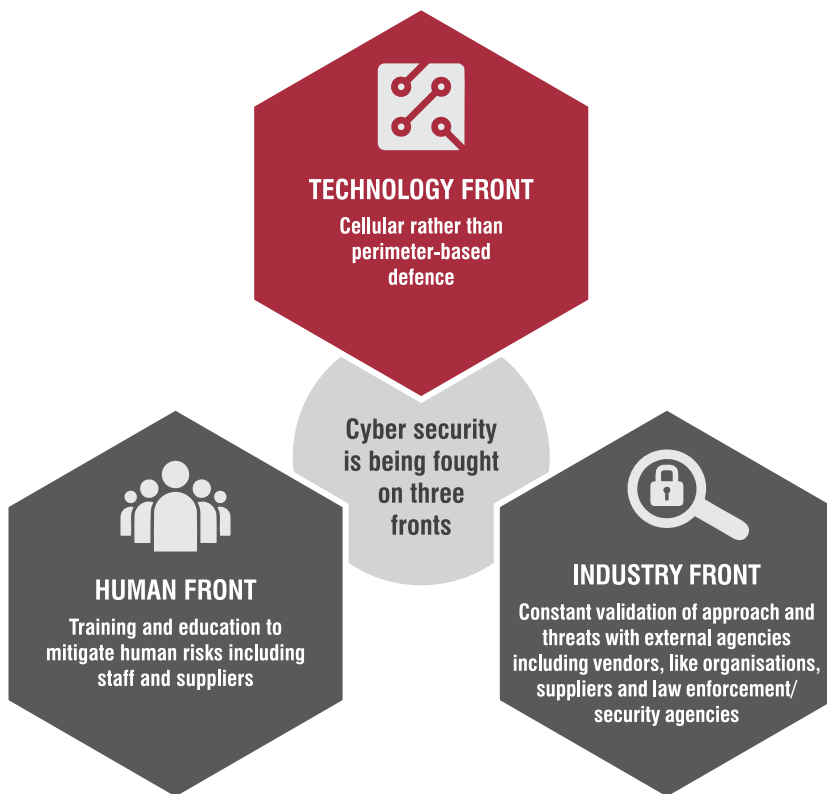 TECHNOLOGY FRONT
Cellular rather than
perimeter-based
defence
Cyber security
is being fought
on three
fronts
HUMAN FRONT
Training and education to
mitigate human risks including
staff and suppliers
INDUSTRY FRONT
Constant validation of approach and
threats with external agencies
including vendors, like organisations,
suppliers and law enforcement/
security agencies